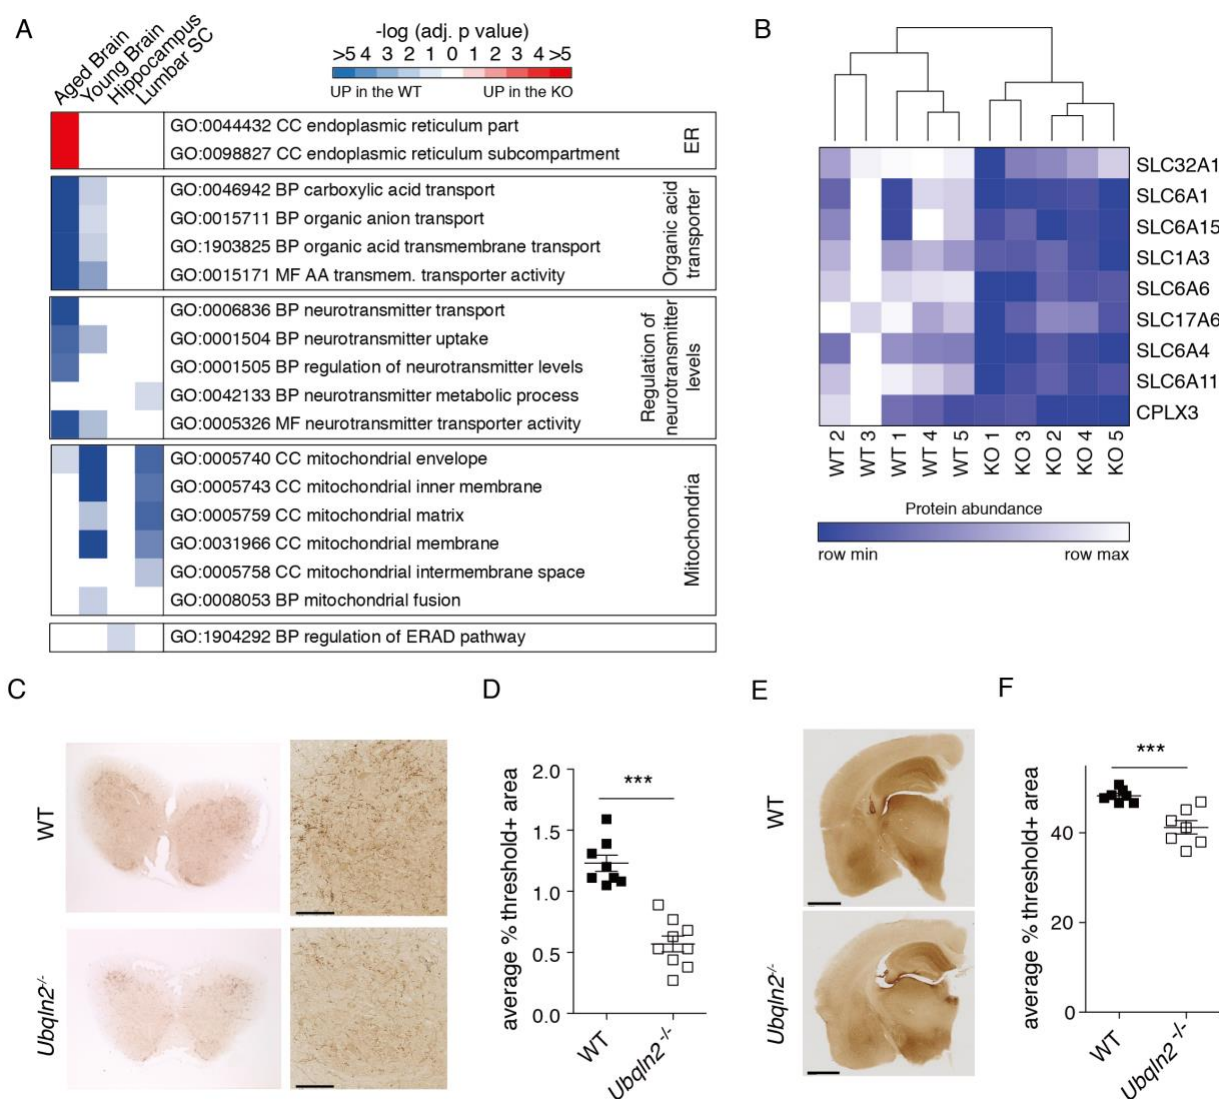 A
Aged Brain
Young Brain
Hippocampus
Lumbar SC
-log (adj. p value)
>5 4 3 2 1 0 1 2 3 4 >5
UP in the WT UP in the KO
GO:0044432 CC endoplasmic reticulum part
GO:0098827 CC endoplasmic reticulum subcompartment
ER
GO:0046942 BP carboxylic acid transport
GO:0015711 BP organic anion transport
GO:1903825 BP organic acid transmembrane transport
GO:0015171 MF AA transmem. transporter activity
Organic acid
transporter
GO:0006836 BP neurotransmitter transport
GO:0001504 BP neurotransmitter uptake
GO:0001505 BP regulation of neurotransmitter levels
GO:0042133 BP neurotransmitter metabolic process
GO:0005326 MF neurotransmitter transporter activity
Regulation of
neurotransmitter
levels
GO:0005740 CC mitochondrial envelope
GO:0005743 CC mitochondrial inner membrane
GO:0005759 CC mitochondrial matrix
GO:0031966 CC mitochondrial membrane
GO:0005758 CC mitochondrial intermembrane space
GO:0008053 BP mitochondrial fusion
Mitochondria
GO:1904292 BP regulation of ERAD pathway
B
SLC32A1
SLC6A1
SLC6A15
SLC1A3
SLC6A6
SLC17A6
SLC6A4
SLC6A11
CPLX3
WT 2
WT 3
WT 1
WT 4
WT 5
KO 1
KO 3
KO 2
KO 4
KO 5
Protein abundance
row min row max
C
WT
Ubqln2-/-
D
average % threshold+ area
2.0
1.5
1.0
0.5
0.0
***
WT
Ubqln2-/-
E
WT
Ubqln2-/-
F
average % threshold+ area
40
20
0
***
WT
Ubqln2-/-